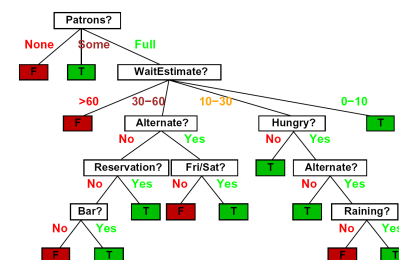 Patrons?
None Some Full
F T WaitEstimate?
>60 30−60 10−30 0−10
F Alternate? Hungry? T
No Yes No Yes
Reservation? Fri/Sat? T Alternate?
No Yes No Yes No Yes
Bar? T F T T Raining?
No Yes No Yes
F T F T